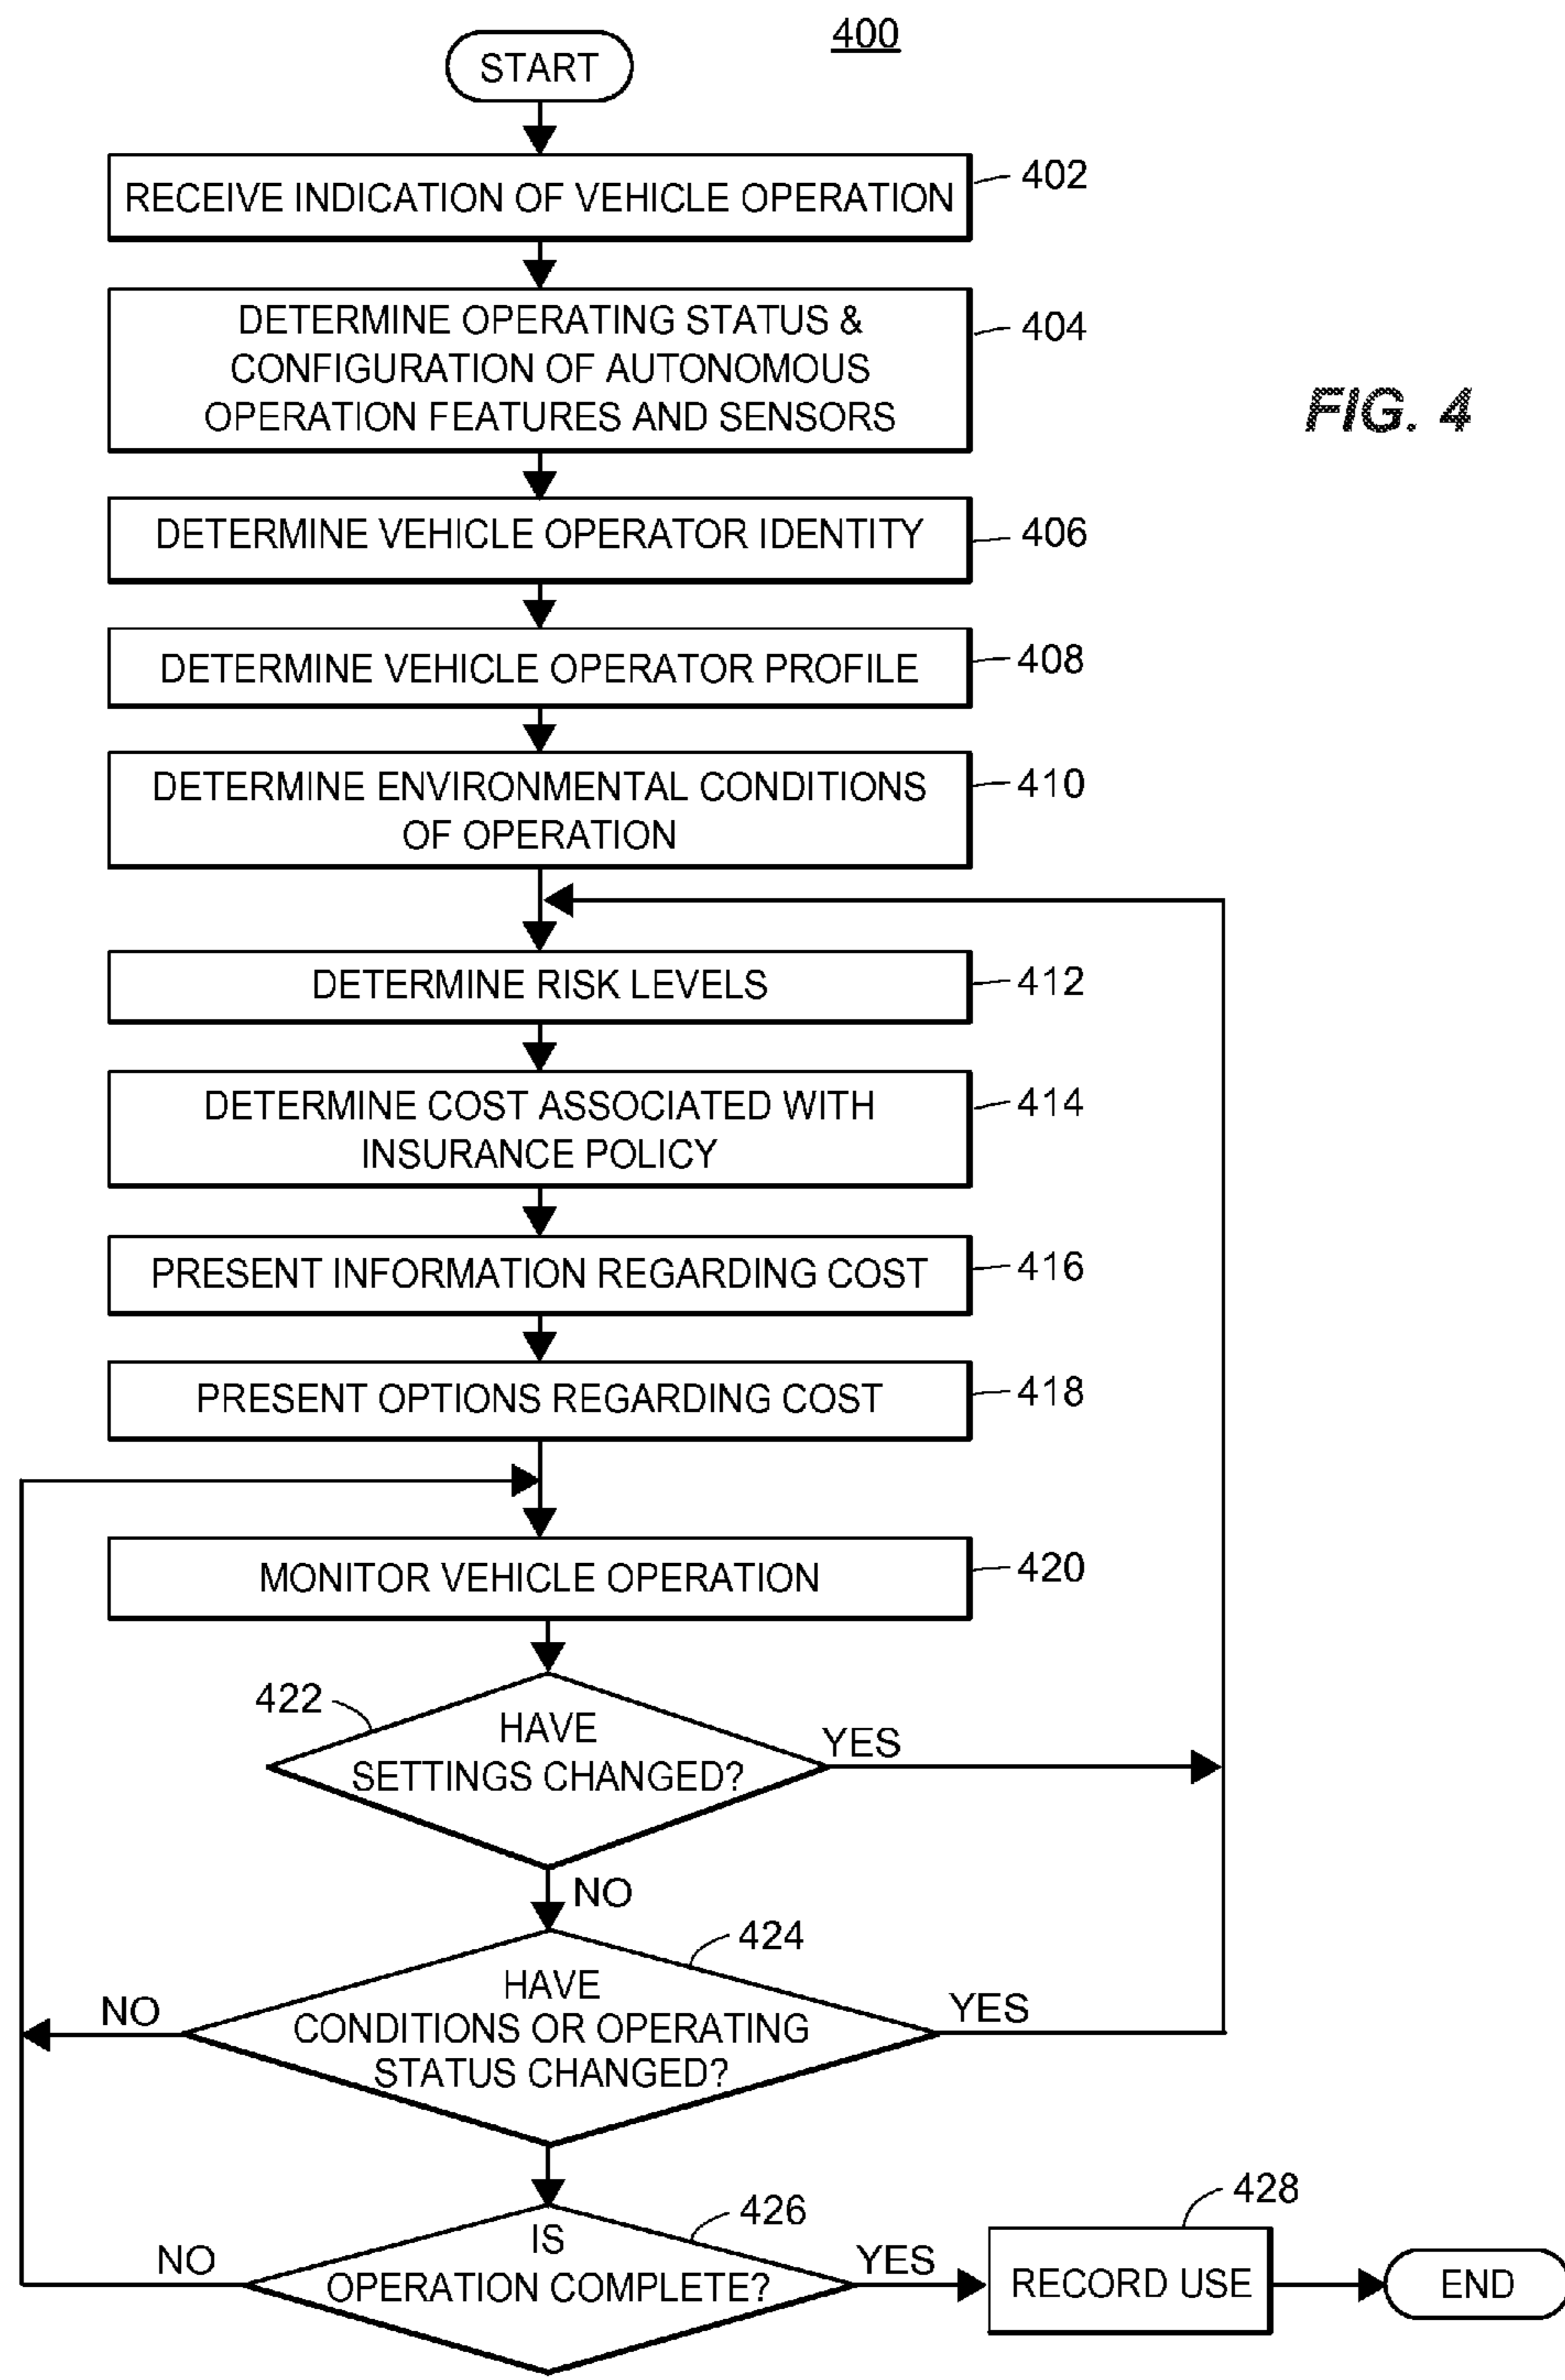 400
START
RECEIVE INDICATION OF VEHICLE OPERATION
402
DETERMINE OPERATING STATUS &
CONFIGURATION OF AUTONOMOUS
OPERATION FEATURES AND SENSORS
404
FIG. 4
DETERMINE VEHICLE OPERATOR IDENTITY
406
DETERMINE VEHICLE OPERATOR PROFILE
408
DETERMINE ENVIRONMENTAL CONDITIONS
OF OPERATION
410
DETERMINE RISK LEVELS
412
DETERMINE COST ASSOCIATED WITH
INSURANCE POLICY
414
PRESENT INFORMATION REGARDING COST
416
PRESENT OPTIONS REGARDING COST
418
MONITOR VEHICLE OPERATION
420
422
HAVE
SETTINGS CHANGED?
YES
NO
424
HAVE
CONDITIONS OR OPERATING
STATUS CHANGED?
NO
YES
426
IS
OPERATION COMPLETE?
NO
YES
428
RECORD USE
END